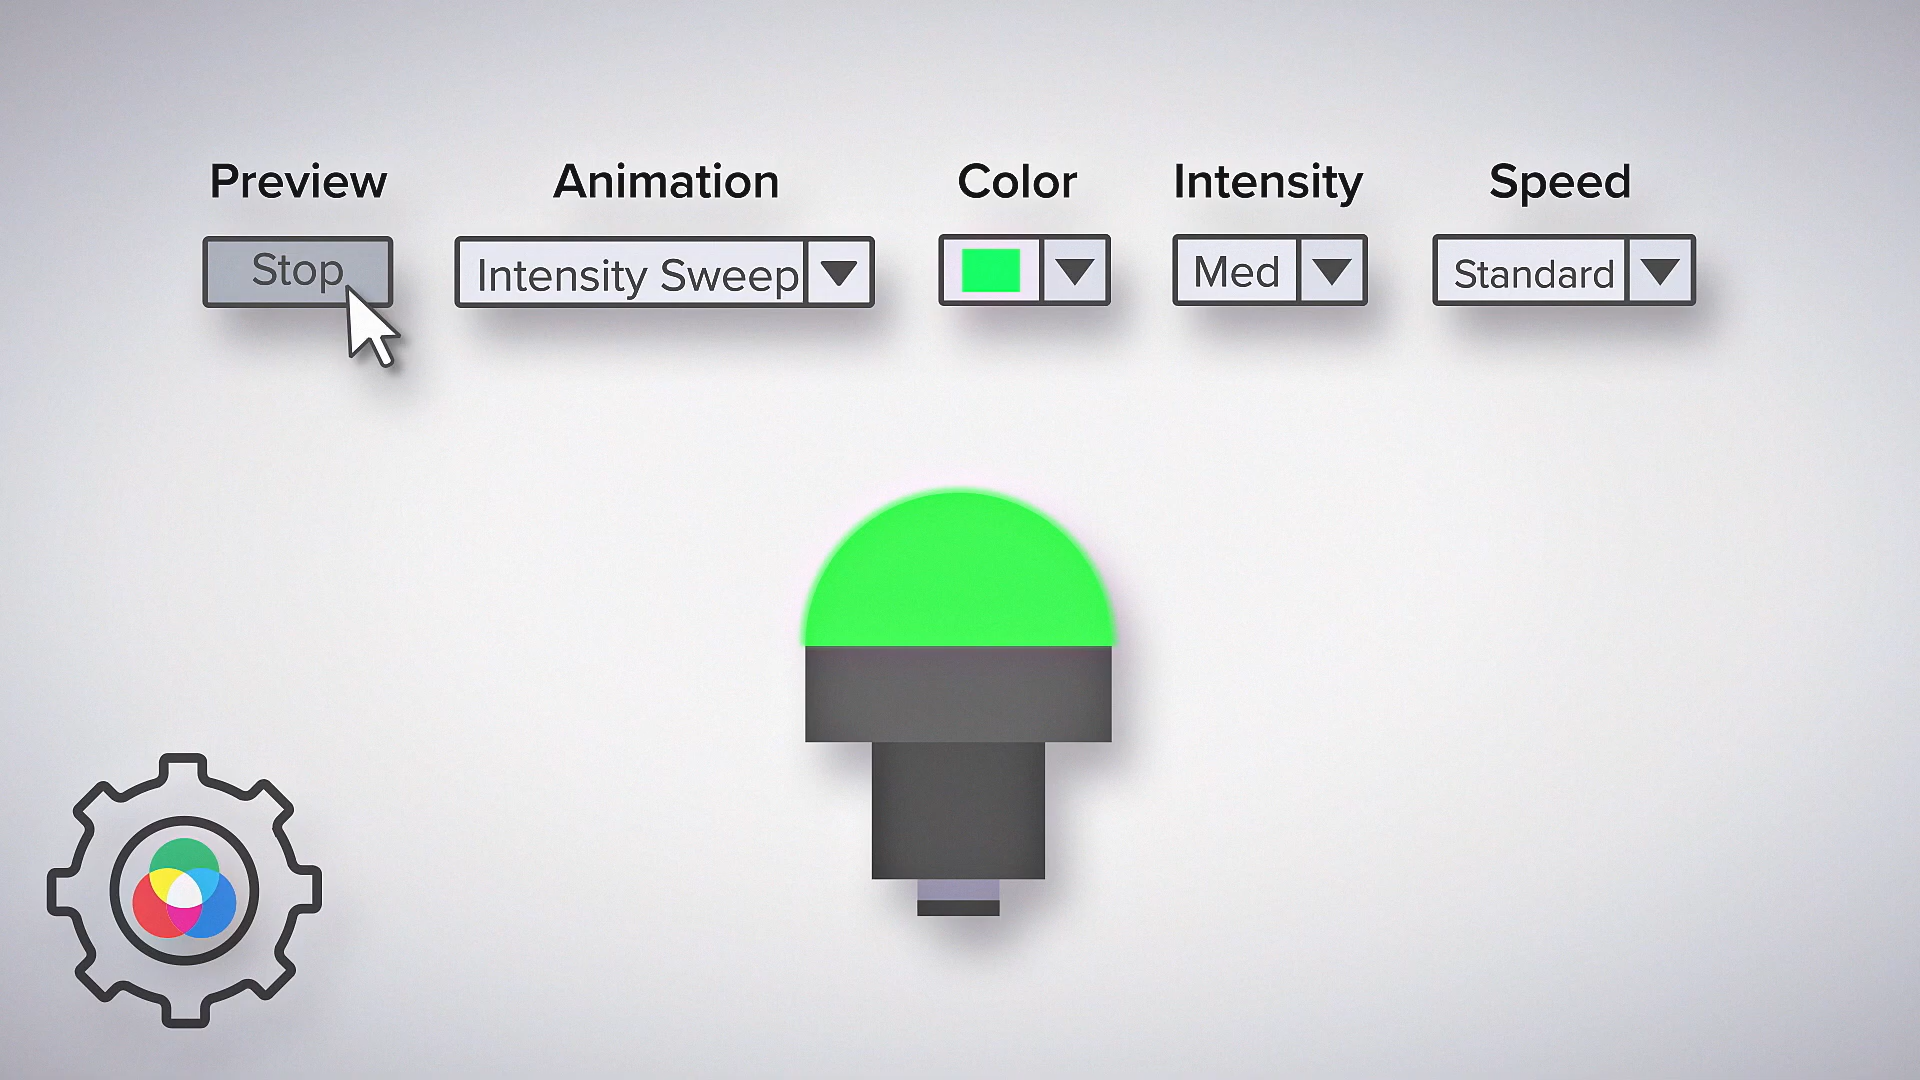 Preview
Animation
Color
Intensity
Speed
Stop
Intensity Sweep
Med
Standard